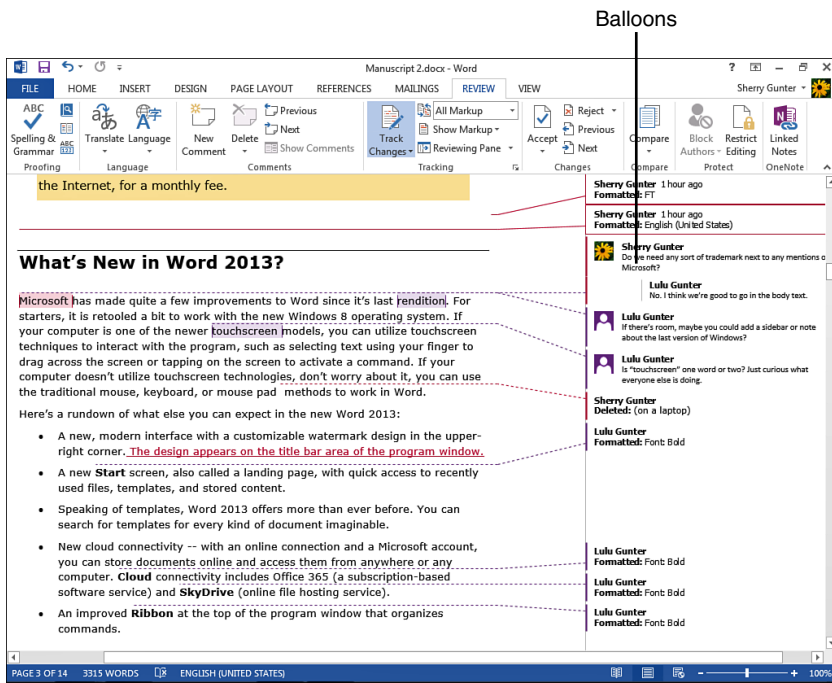 Balloons
Manuscript 2.docx - Word
FILE HOME INSERT DESIGN PAGE LAYOUT REFERENCES MAILINGS REVIEW VIEW Sherry Gunter
ABC
Spelling & Grammar
ABC 123
Translate
Language
Proofing
Language
New Comment
Delete
Previous
Next
Show Comments
Comments
Track Changes
All Markup
Show Markup
Reviewing Pane
Tracking
Accept
Reject
Previous
Next
Changes
Compare
Compare
Block Authors
Restrict Editing
Protect
Linked Notes
OneNote
the Internet, for a monthly fee.
What's New in Word 2013?
Microsoft has made quite a few improvements to Word since it's last rendition. For
starters, it is retooled a bit to work with the new Windows 8 operating system. If
your computer is one of the newer touchscreen models, you can utilize touchscreen
techniques to interact with the program, such as selecting text using your finger to
drag across the screen or tapping on the screen to activate a command. If your
computer doesn't utilize touchscreen technologies, don't worry about it, you can use
the traditional mouse, keyboard, or mouse pad methods to work in Word.
Here's a rundown of what else you can expect in the new Word 2013:
• A new, modern interface with a customizable watermark design in the upper-
right corner. The design appears on the title bar area of the program window.
• A new Start screen, also called a landing page, with quick access to recently
used files, templates, and stored content.
• Speaking of templates, Word 2013 offers more than ever before. You can
search for templates for every kind of document imaginable.
• New cloud connectivity -- with an online connection and a Microsoft account,
you can store documents online and access them from anywhere or any
computer. Cloud connectivity includes Office 365 (a subscription-based
software service) and SkyDrive (online file hosting service).
• An improved Ribbon at the top of the program window that organizes
commands.
Sherry Gunter 1 hour ago
Formatted: FT
Sherry Gunter 1 hour ago
Formatted: English (United States)
Sherry Gunter
Do we need any sort of trademark next to any mentions o
Microsoft?
Lulu Gunter
No. I think we're good to go in the body text.
Lulu Gunter
If there's room, maybe you could add a sidebar or note
about the last version of Windows?
Lulu Gunter
Is "touchscreen" one word or two? Just curious what
everyone else is doing.
Sherry Gunter
Deleted: (on a laptop)
Lulu Gunter
Formatted: Font: Bold
Lulu Gunter
Formatted: Font: Bold
Lulu Gunter
Formatted: Font: Bold
Lulu Gunter
Formatted: Font: Bold
PAGE 3 OF 14 3315 WORDS ENGLISH (UNITED STATES) 100%